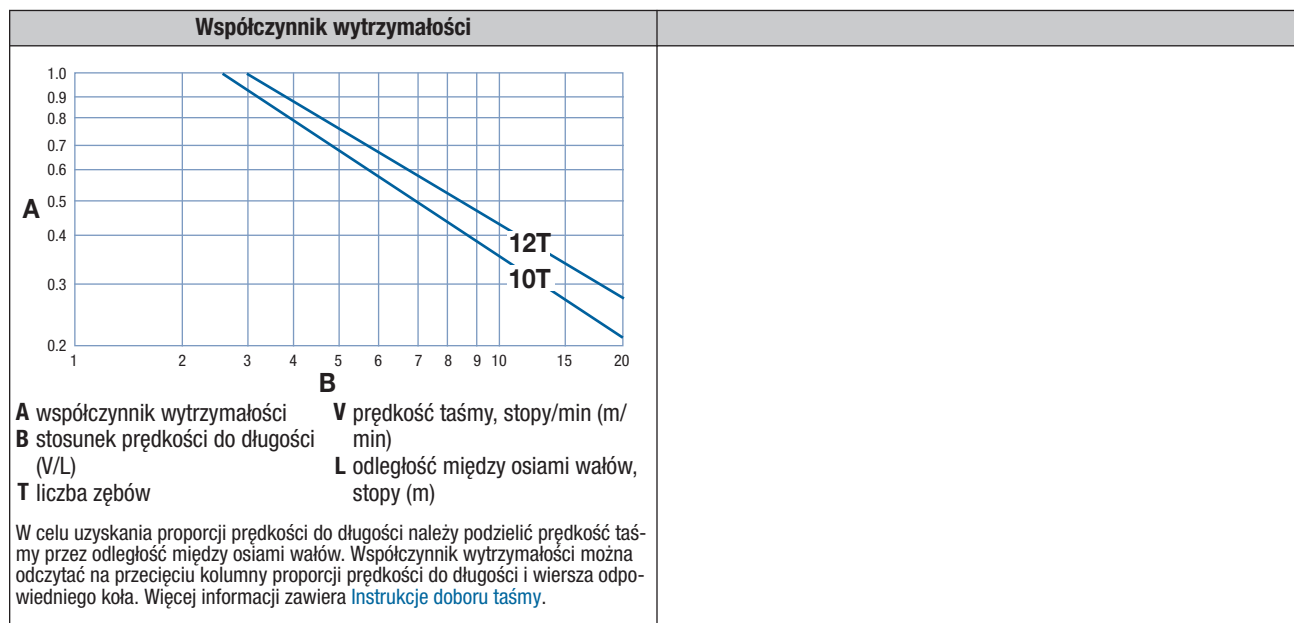 Współczynnik wytrzymałości
1.0
0.9
0.8
0.7
0.6
0.5
A
0.4
12T
10T
0.3
0.2
1 2 3 4 5 6 7 8 9 10 15 20
B
A współczynnik wytrzymałości
B stosunek prędkości do długości
(V/L)
T liczba zębów
V prędkość taśmy, stopy/min (m/
min)
L odległość między osiami wałów,
stopy (m)
W celu uzyskania proporcji prędkości do długości należy podzielić prędkość taś-
my przez odległość między osiami wałów. Współczynnik wytrzymałości można
odczytać na przecięciu kolumny proporcji prędkości do długości i wiersza odpo-
wiedniego koła. Więcej informacji zawiera Instrukcje doboru taśmy.